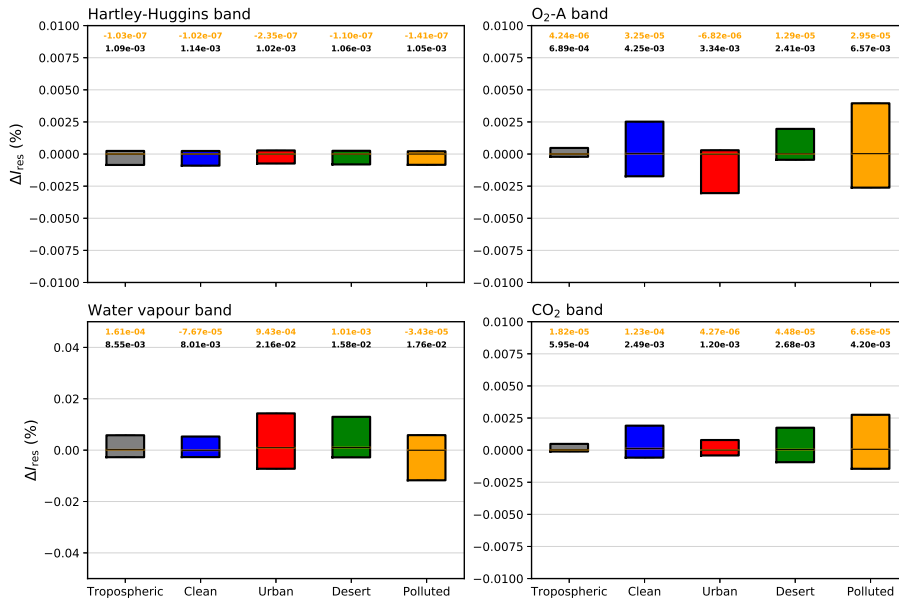 Hartley-Huggins band
0.0100
0.0075
0.0050
0.0025
0.0000
−0.0025
−0.0050
−0.0075
−0.0100
ΔI_res (%)
-1.03e-07 -1.02e-07 -2.35e-07 -1.10e-07 -1.41e-07
1.09e-03 1.14e-03 1.02e-03 1.06e-03 1.05e-03
O₂-A band
0.0100
0.0075
0.0050
0.0025
0.0000
−0.0025
−0.0050
−0.0075
−0.0100
4.24e-06 3.25e-05 -6.82e-06 1.29e-05 2.95e-05
6.89e-04 4.25e-03 3.34e-03 2.41e-03 6.57e-03
Water vapour band
0.04
0.02
0.00
−0.02
−0.04
ΔI_res (%)
1.61e-04 -7.67e-05 9.43e-04 1.01e-03 -3.43e-05
8.55e-03 8.01e-03 2.16e-02 1.58e-02 1.76e-02
Tropospheric Clean Urban Desert Polluted
CO₂ band
0.0100
0.0075
0.0050
0.0025
0.0000
−0.0025
−0.0050
−0.0075
−0.0100
1.82e-05 1.23e-04 4.27e-06 4.48e-05 6.65e-05
5.95e-04 2.49e-03 1.20e-03 2.68e-03 4.20e-03
Tropospheric Clean Urban Desert Polluted